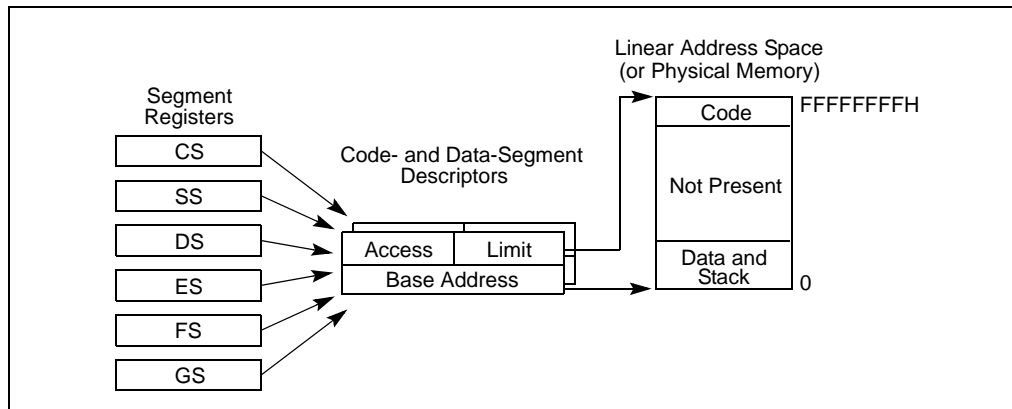 Linear Address Space
(or Physical Memory)
Segment
Registers
CS
SS
DS
ES
FS
GS
Code- and Data-Segment
Descriptors
Access
Limit
Base Address
Code
FFFFFFFFH
Not Present
Data and
Stack
0